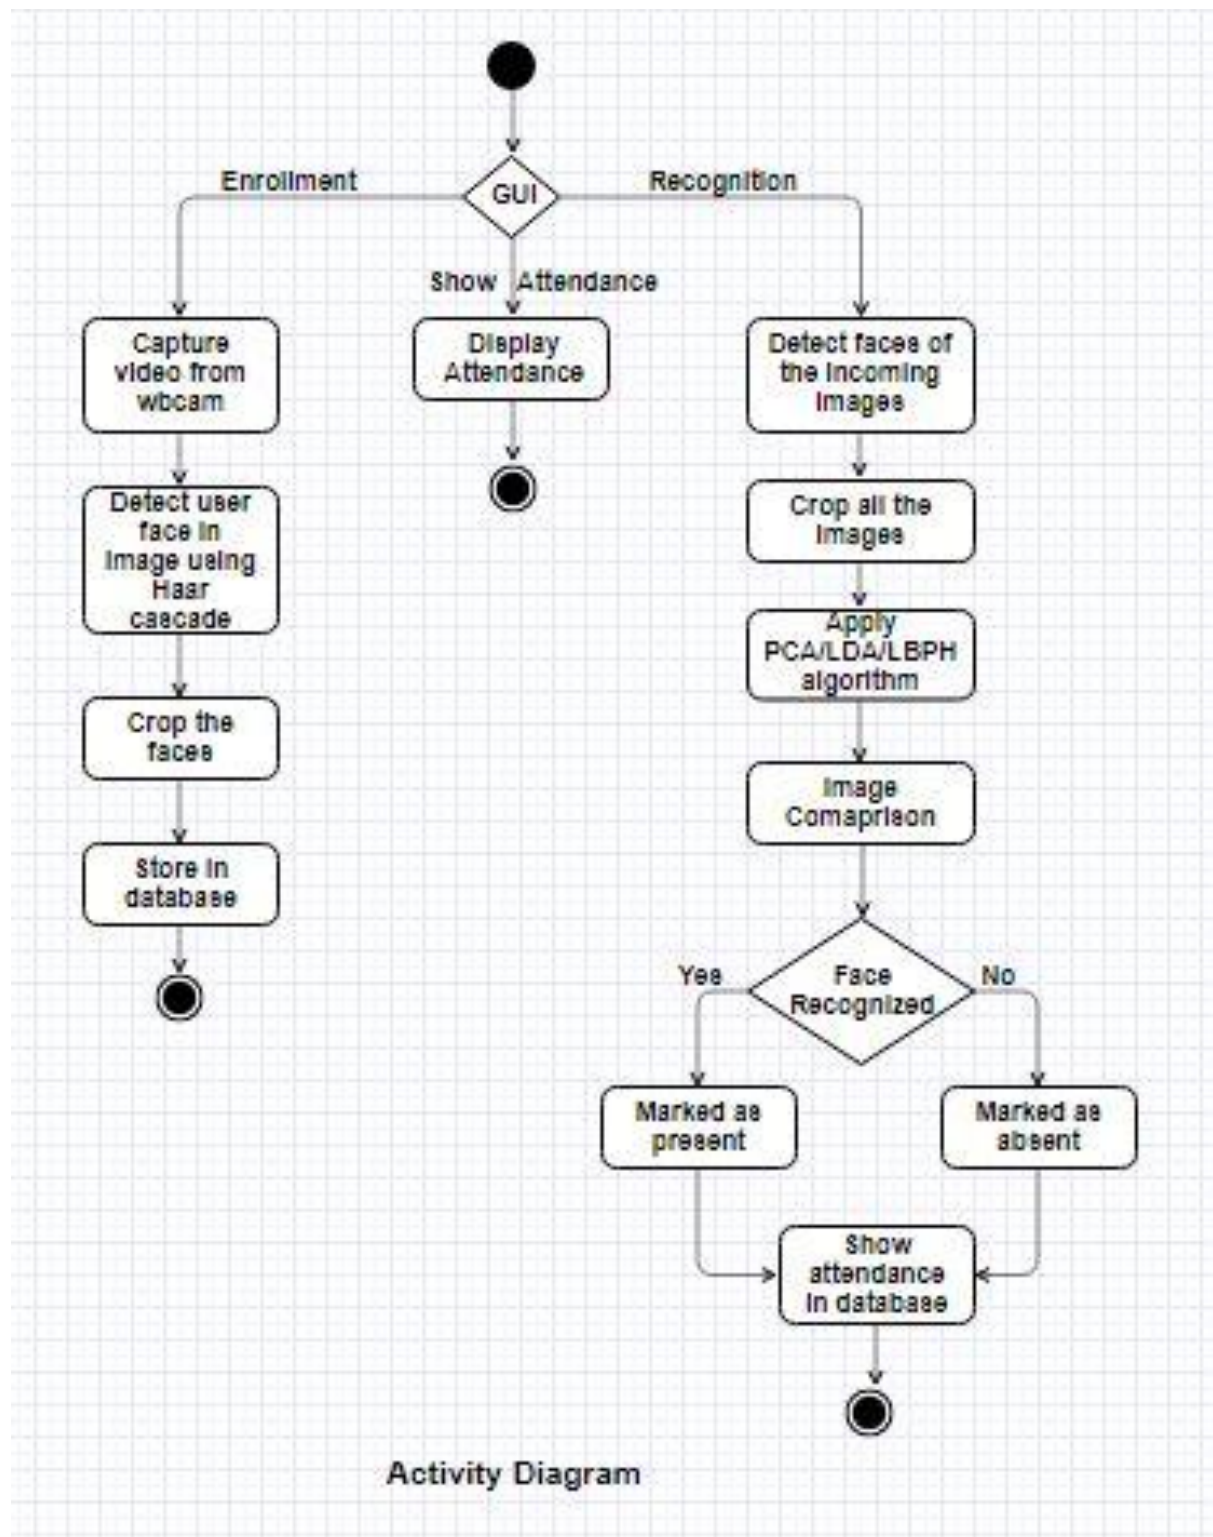 GUI
Enrollment
Recognition
Show Attendance
Capture
video from
wbcam
Display
Attendance
Detect faces of
the incoming
images
Detect user
face in
image using
Haar
cascade
Crop all the
images
Apply
PCA/LDA/LBPH
algorithm
Crop the
faces
Image
Comaprison
Store in
database
Face
Recognized
Yes
No
Marked as
present
Marked as
absent
Show
attendance
in database
Activity Diagram